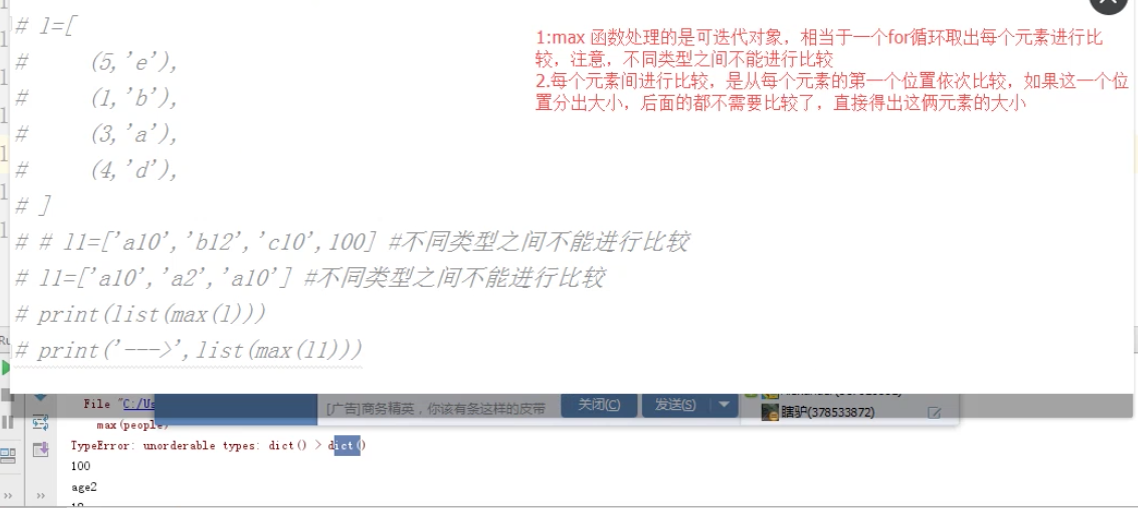 # l=[
#     (5,'e'),
#     (1,'b'),
#     (3,'a'),
#     (4,'d'),
# ]
# # l1=['a10','b12','c10',100] #不同类型之间不能进行比较
# l1=['a10','a2','a10'] #不同类型之间不能进行比较
# print(list(max(l)))
# print('--->',list(max(l1)))
1:max 函数处理的是可迭代对象，相当于一个for循环取出每个元素进行比
较，注意，不同类型之间不能进行比较
2.每个元素间进行比较，是从每个元素的第一个位置依次比较，如果这一个位
置分出大小，后面的都不需要比较了，直接得出这俩元素的大小
File "C:/Us
[广告]商务精英，你该有条这样的皮带
关闭(C)
发送(S)
瞎驴(378533872)
max(people)
TypeError: unorderable types: dict() > dict()
100
age2